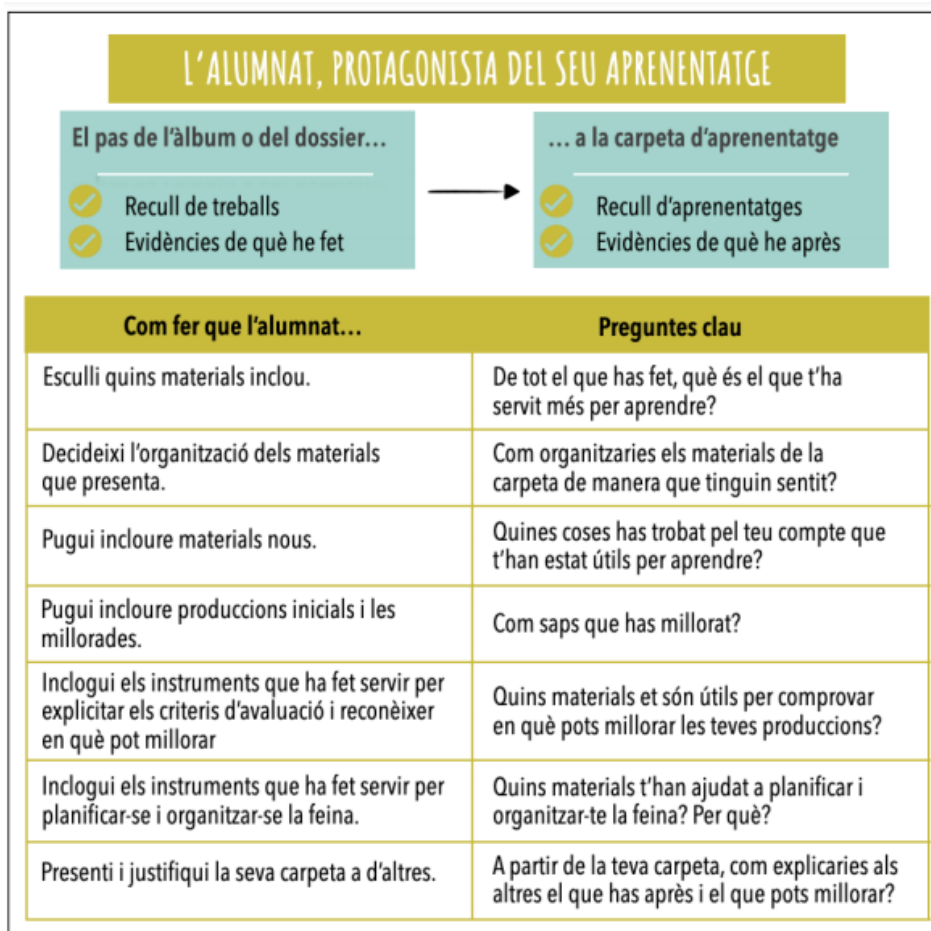 L'ALUMNAT, PROTAGONISTA DEL SEU APRENENTATGE
El pas de l'àlbum o del dossier...
Recull de treballs
Evidències de què he fet
... a la carpeta d'aprenentatge
Recull d'aprenentatges
Evidències de què he après
Com fer que l'alumnat...
Preguntes clau
Esculli quins materials inclou.
De tot el que has fet, què és el que t'ha
servit més per aprendre?
Decideixi l'organització dels materials
que presenta.
Com organitzaries els materials de la
carpeta de manera que tinguin sentit?
Pugui incloure materials nous.
Quines coses has trobat pel teu compte que
t'han estat útils per aprendre?
Pugui incloure produccions inicials i les
millorades.
Com saps que has millorat?
Inclogui els instruments que ha fet servir per
explicitar els criteris d'avaluació i reconèixer
en què pot millorar
Quins materials et són útils per comprovar
en què pots millorar les teves produccions?
Inclogui els instruments que ha fet servir per
planificar-se i organitzar-se la feina.
Quins materials t'han ajudat a planificar i
organitzar-te la feina? Per què?
Presenti i justifiqui la seva carpeta a d'altres.
A partir de la teva carpeta, com explicaries als
altres el que has après i el que pots millorar?